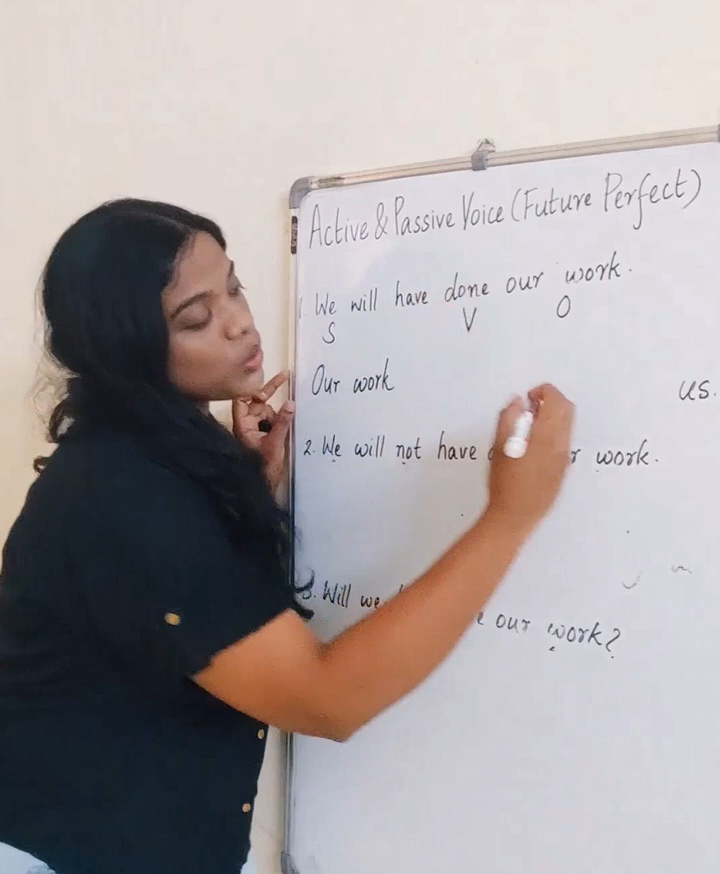 Active & Passive Voice (Future Perfect)
1. We will have done our work.
S V O
Our work us.
2. We will not have work.
3. Will we our work?